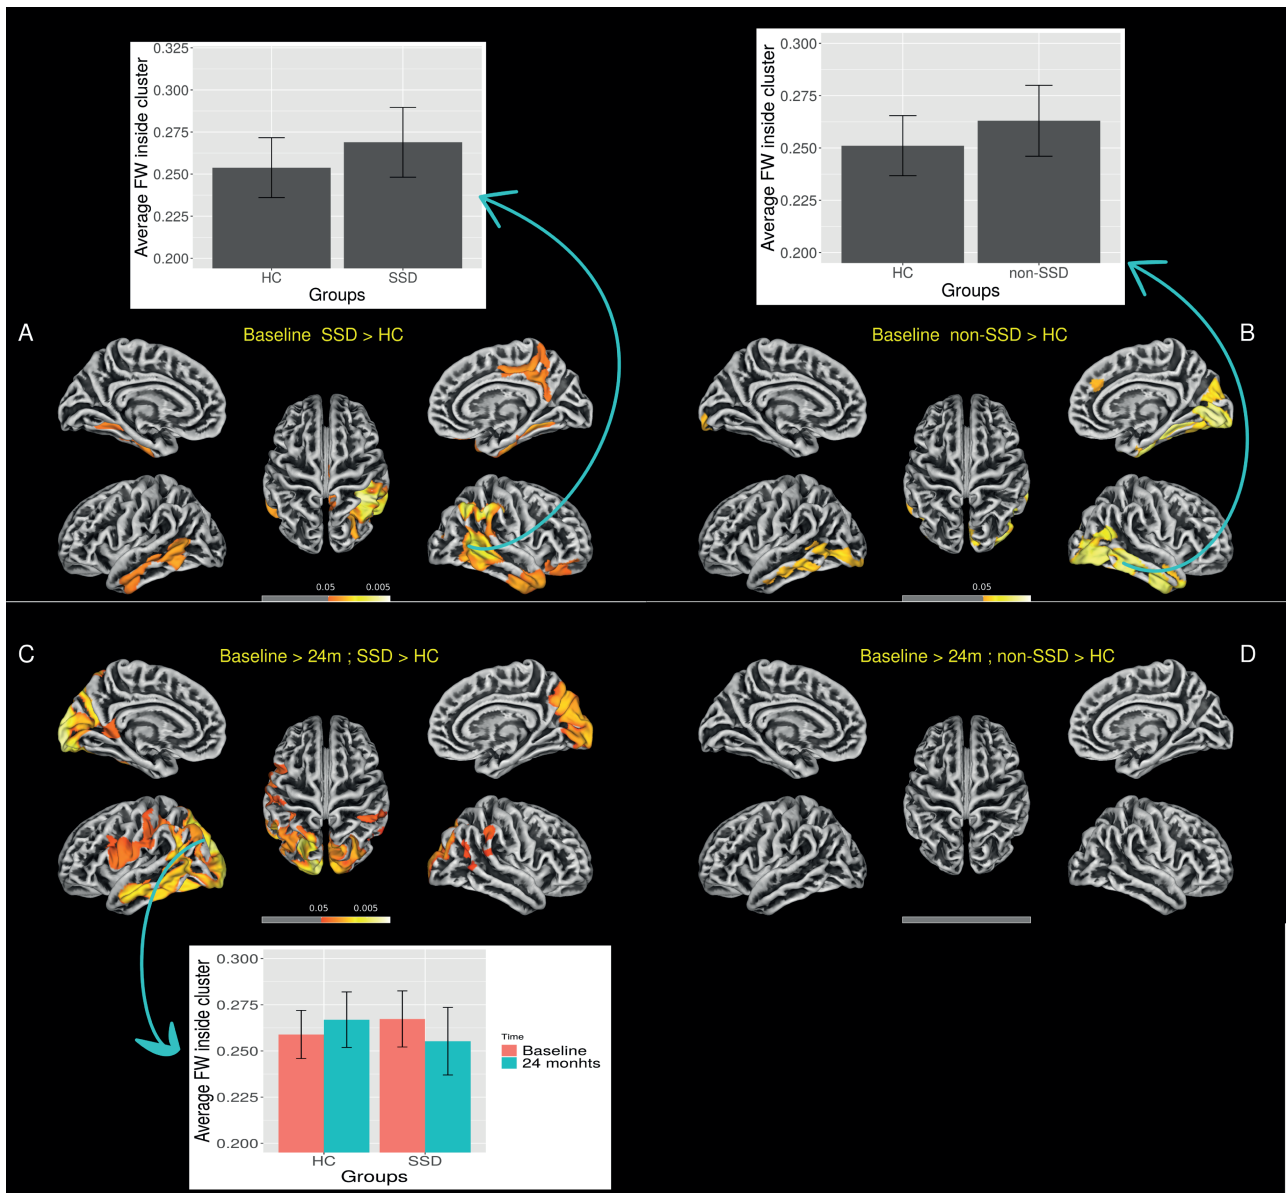 0.325
0.300
0.275
0.250
0.225
0.200
Average FW inside cluster
HC SSD
Groups
0.300
0.275
0.250
0.225
0.200
Average FW inside cluster
HC non-SSD
Groups
A
Baseline SSD > HC
0.05 0.005
Baseline non-SSD > HC
B
0.05
C
Baseline > 24m ; SSD > HC
0.05 0.005
Baseline > 24m ; non-SSD > HC
D
0.300
0.275
0.250
0.225
0.200
Average FW inside cluster
HC SSD
Groups
Time
Baseline
24 monhts